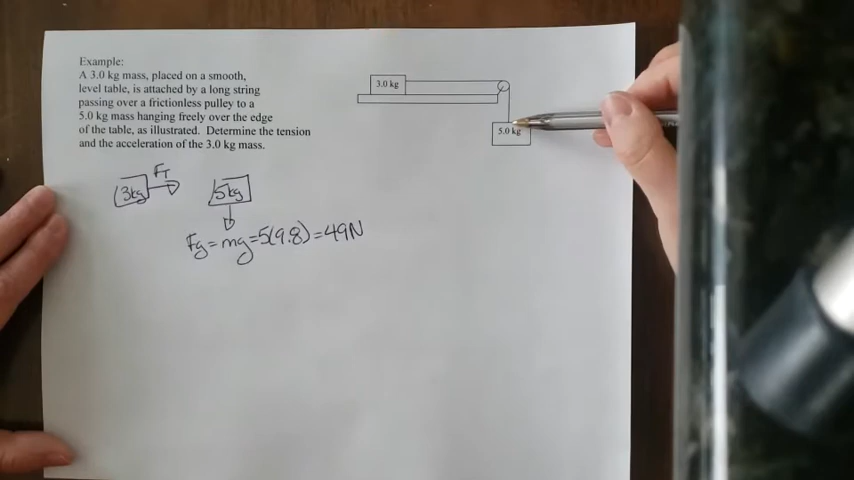 Example:
A 3.0 kg mass, placed on a smooth,
level table, is attached by a long string
passing over a frictionless pulley to a
5.0 kg mass hanging freely over the edge
of the table, as illustrated. Determine the tension
and the acceleration of the 3.0 kg mass.
3.0 kg
5.0 kg
3kg FT
5kg
Fg=mg=5(9.8)=49N